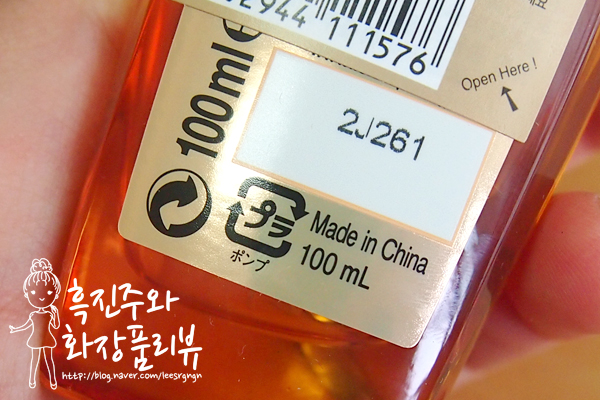 2944 111576
Open Here !
100ml
2J261
プラ
ポンプ
Made in China
100 mL
흑진주와
화장품리뷰
http://blog.naver.com/leesrgngn